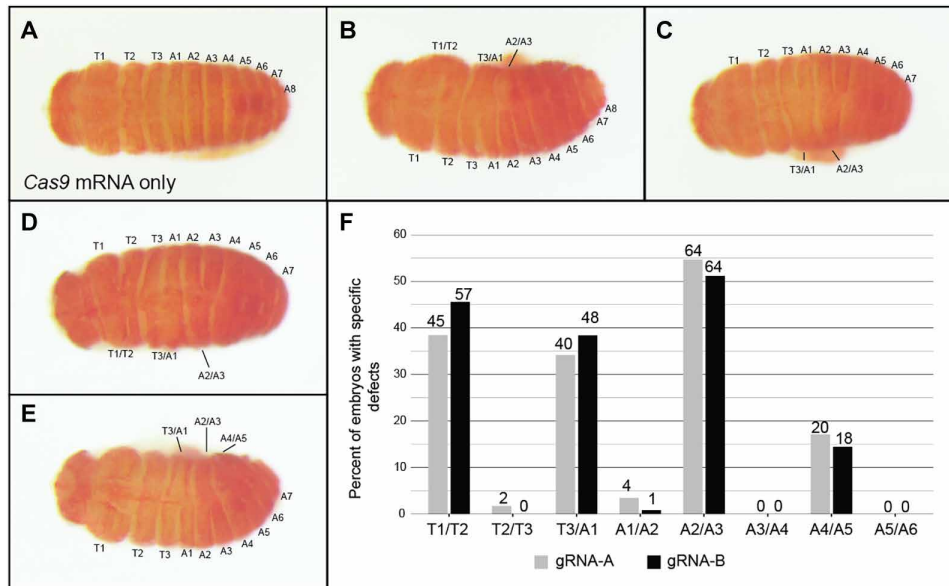 A
T1 T2 T3 A1 A2 A3 A4 A5 A6 A7 A8
Cas9 mRNA only
B
T1/T2 T3/A1 A2/A3
T1 T2 T3 A1 A2 A3 A4 A5 A6 A7 A8
C
T1 T2 T3 A1 A2 A3 A4 A5 A6 A7
T3/A1 A2/A3
D
T1 T2 T3 A1 A2 A3 A4 A5 A6 A7
T1/T2 T3/A1 A2/A3
E
T3/A1 A2/A3 A4/A5
T1 T2 T3 A1 A2 A3 A4 A5 A6 A7
F
Percent of embryos with specific
defects
60
50
40
30
20
10
0
45 57 2 0 40 48 4 1 64 64 0 0 20 18 0 0
T1/T2 T2/T3 T3/A1 A1/A2 A2/A3 A3/A4 A4/A5 A5/A6
gRNA-A gRNA-B